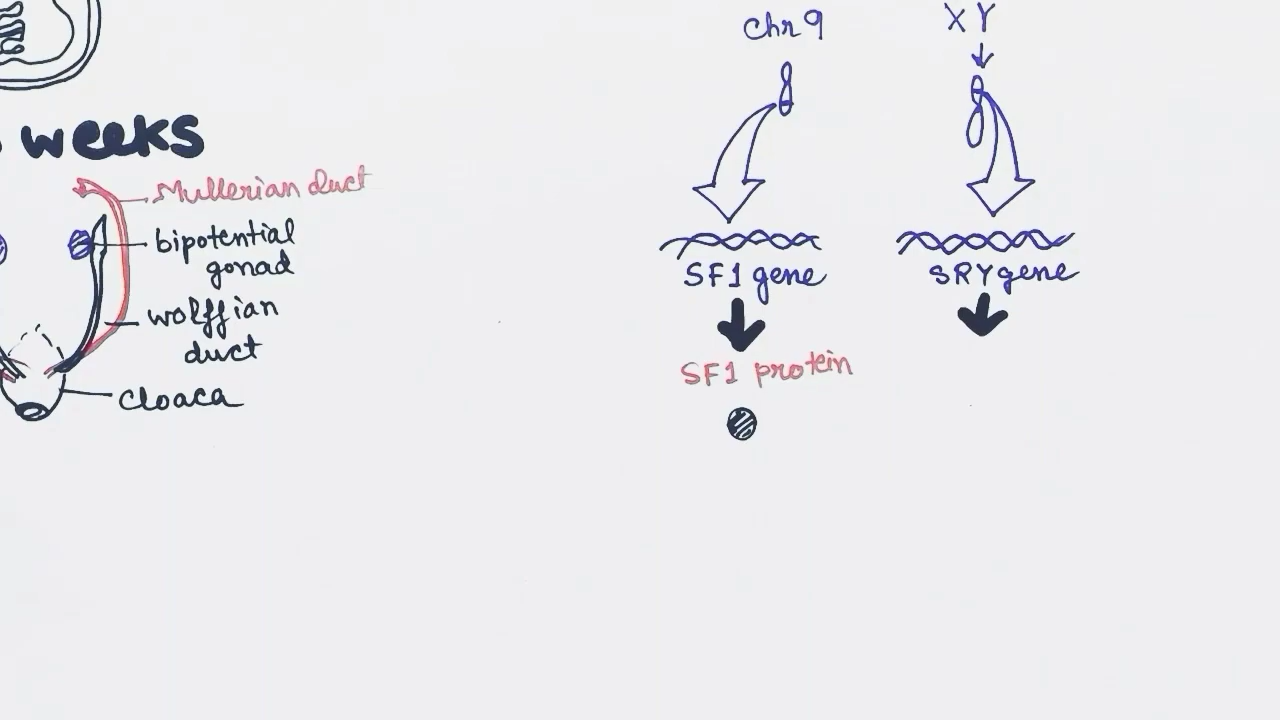 weeks
Mullerian duct
bipotential
gonad
wolffian
duct
cloaca
Chr 9
XY
SF1 gene
SRY gene
SF1 protein